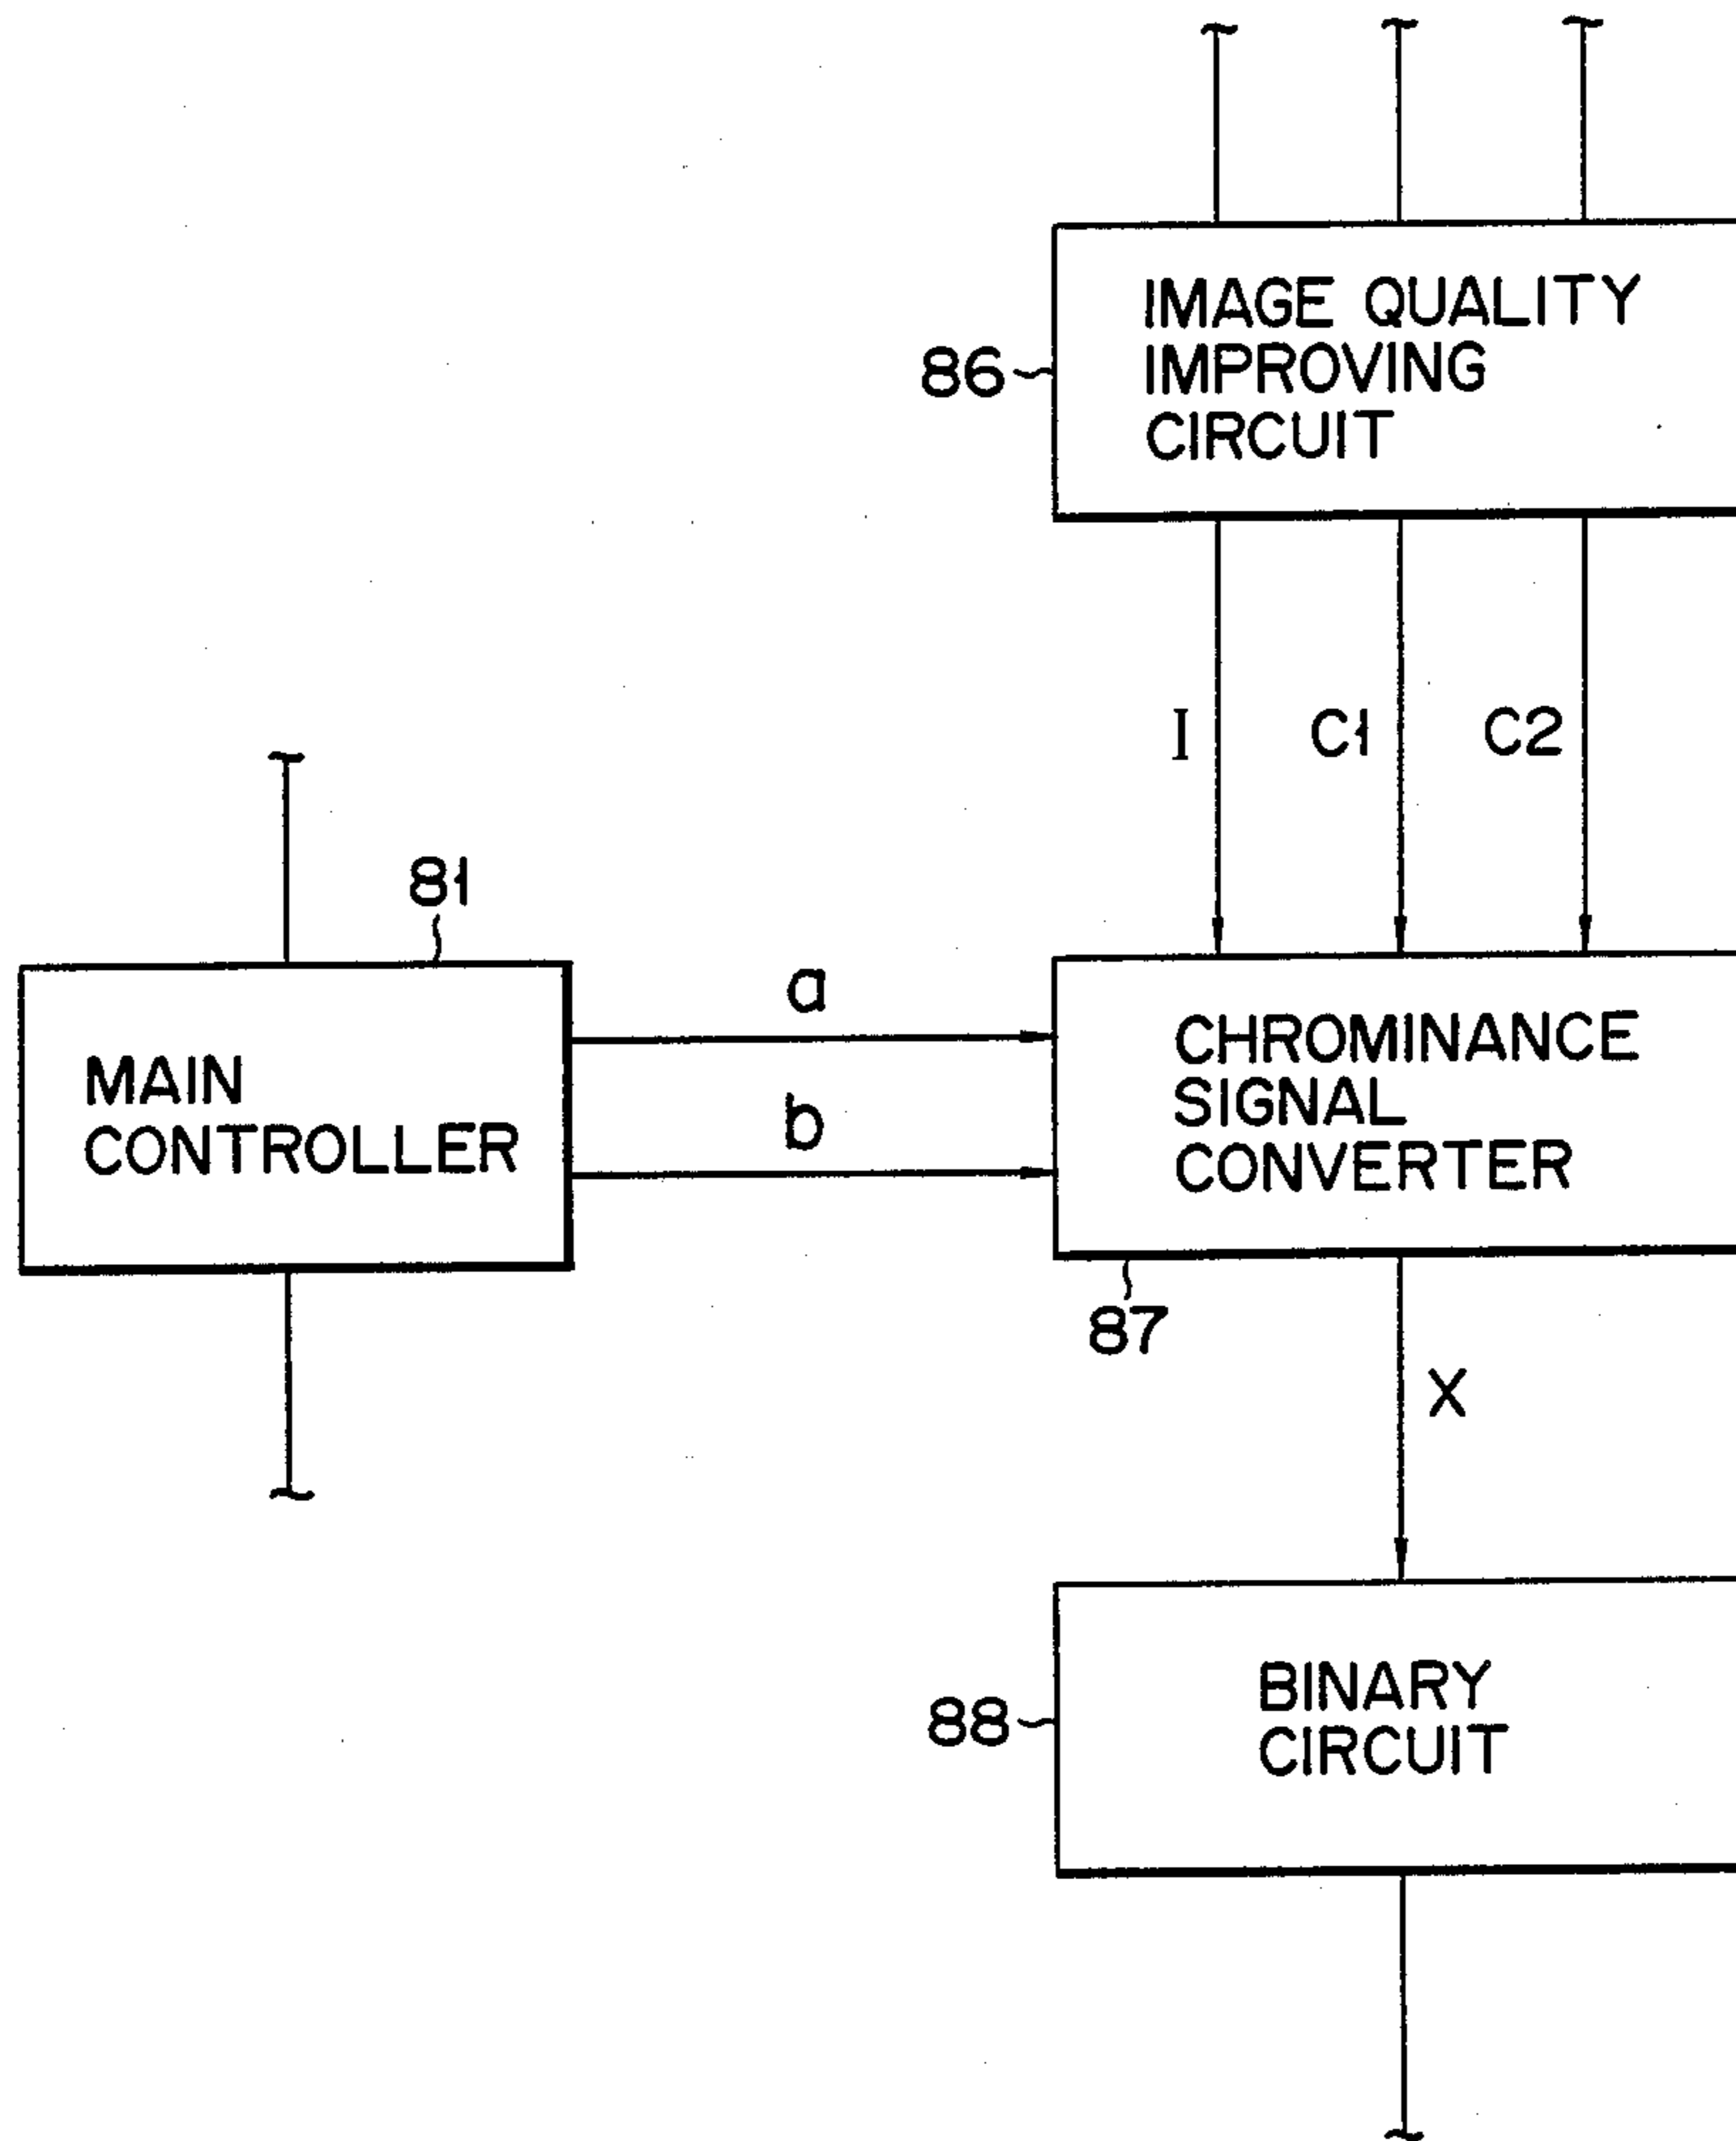 IMAGE QUALITY
IMPROVING
CIRCUIT
86
I
C1
C2
81
MAIN
CONTROLLER
a
b
CHROMINANCE
SIGNAL
CONVERTER
87
X
88
BINARY
CIRCUIT